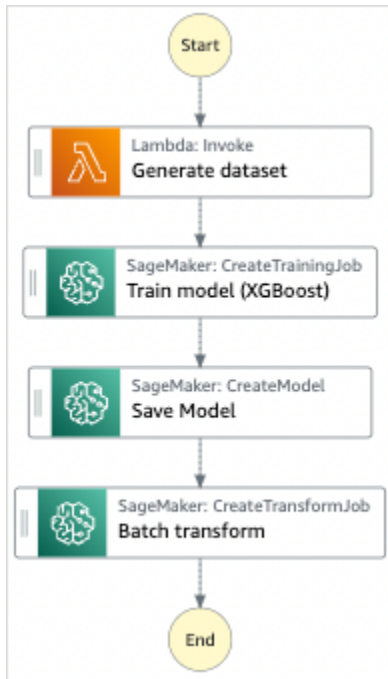 Start
Lambda: Invoke
Generate dataset
SageMaker: CreateTrainingJob
Train model (XGBoost)
SageMaker: CreateModel
Save Model
SageMaker: CreateTransformJob
Batch transform
End